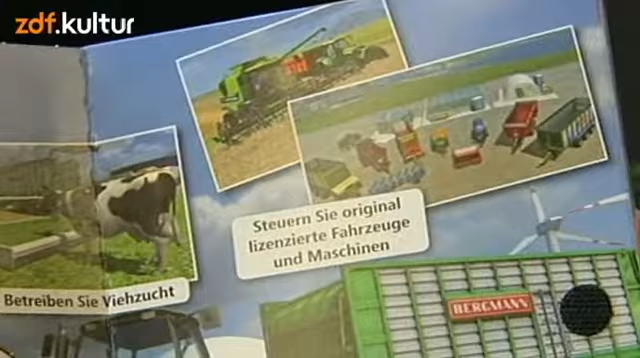 zdf.kultur
Steuern Sie original
lizenzierte Fahrzeuge
und Maschinen
Betreiben Sie Viehzucht
BERGMANN